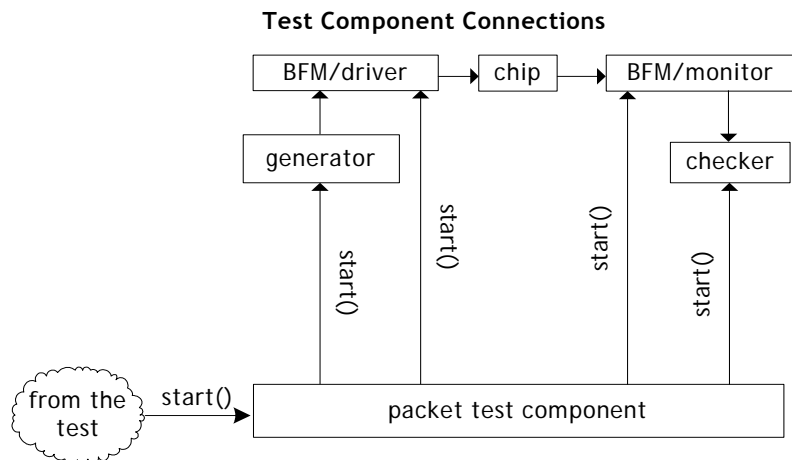 Test Component Connections
BFM/driver
chip
BFM/monitor
generator
checker
start()
start()
start()
start()
from the
test
start()
packet test component